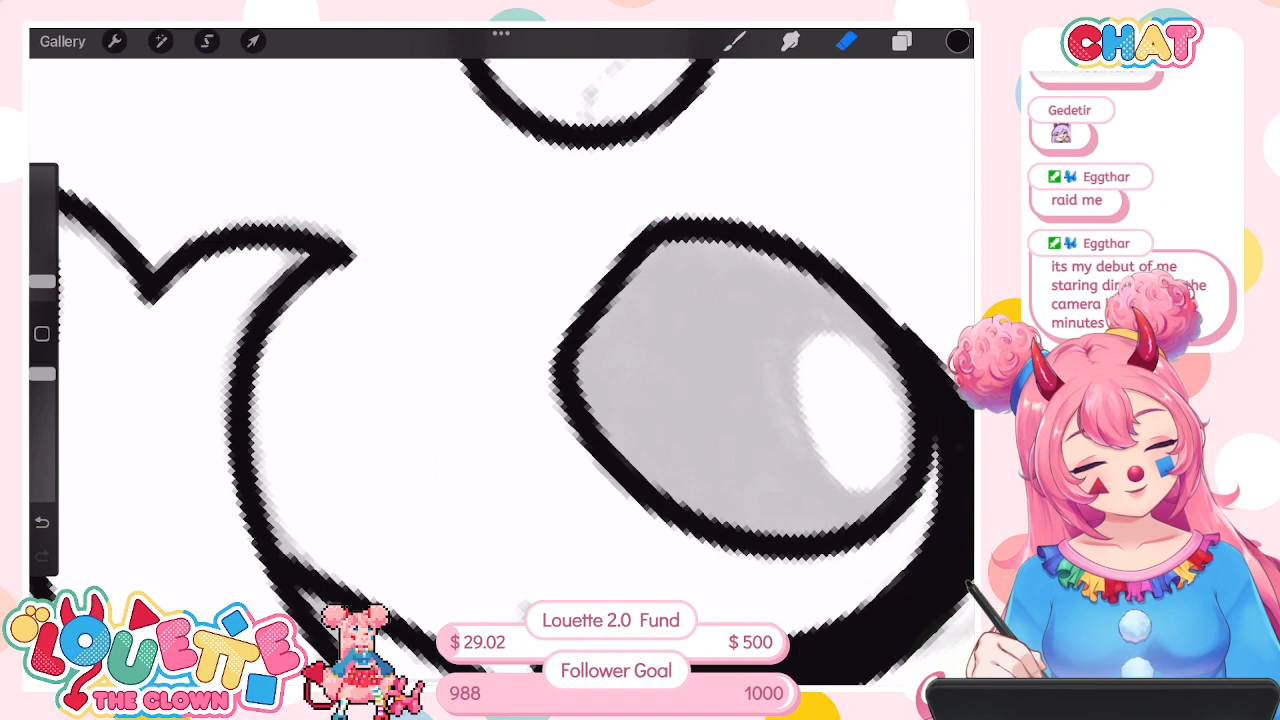 Gallery
CHAT
Gedetir
Eggthar
raid me
Eggthar
its my debut of me
staring the
camera
minutes
Louette 2.0 Fund
$ 29.02 $ 500
Follower Goal
988 1000
LOUETTE
THE CLOWN